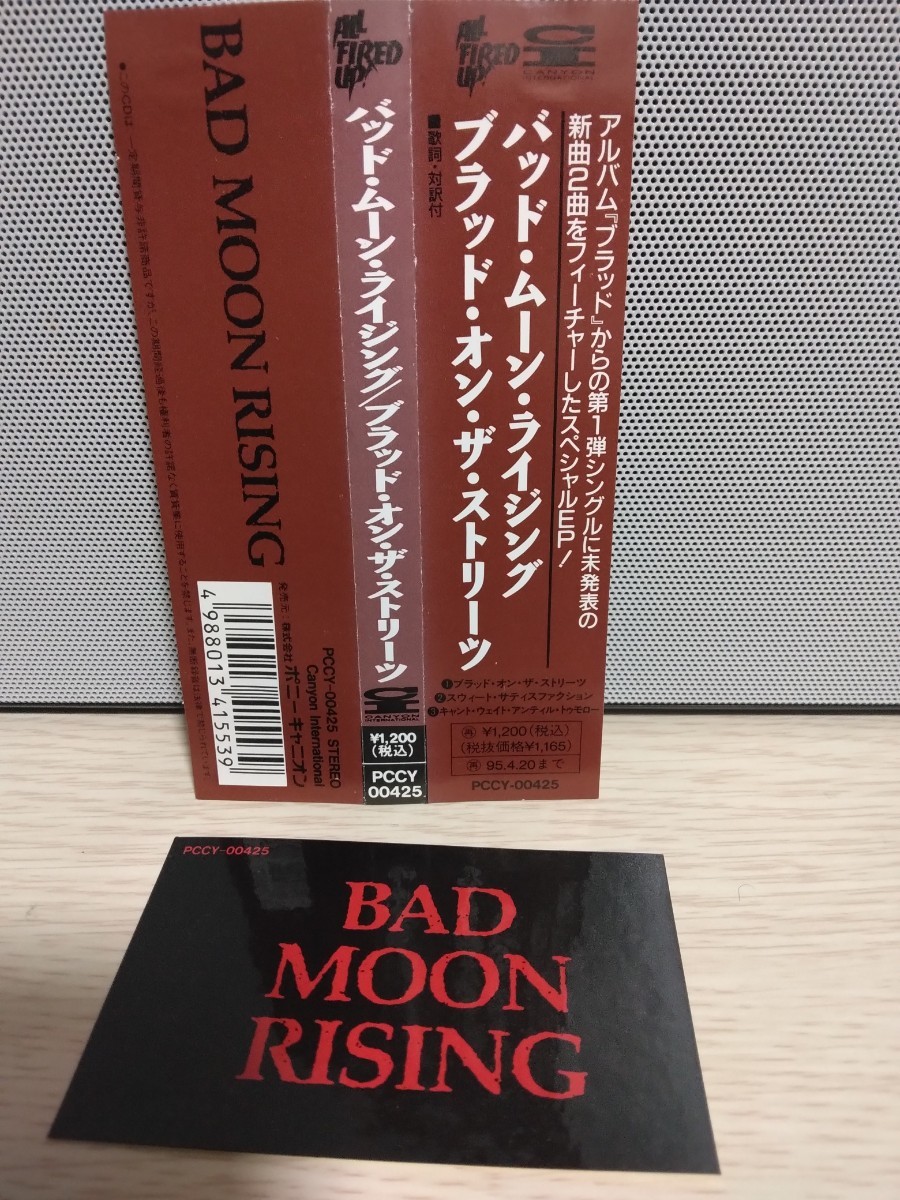 ALL FIRED UP
CANYON
INTERNATIONAL
アルバム『ブラッド』からの第1弾シングルに未発表の
新曲2曲をフィーチャーしたスペシャルEP!
バッド・ムーン・ライジング
ブラッド・オン・ザ・ストリーツ
■歌詞・対訳付
①ブラッド・オン・ザ・ストリーツ
②スウィート・サティスファクション
③キャント・ウェイト・アンティル・トゥモロー
再 ¥1,200(税込)
(税抜価格¥1,165)
再 95.4.20まで
PCCY-00425
ALL FIRED UP
バッド・ムーン・ライジング/ブラッド・オン・ザ・ストリーツ
CANYON
INTERNATIONAL
¥1,200
(税込)
PCCY
00425
BAD MOON RISING
PCCY-00425 STEREO
Canyon International
発売元:株式会社ポニーキャニオン
4 988013 415539
PCCY-00425
BAD
MOON
RISING